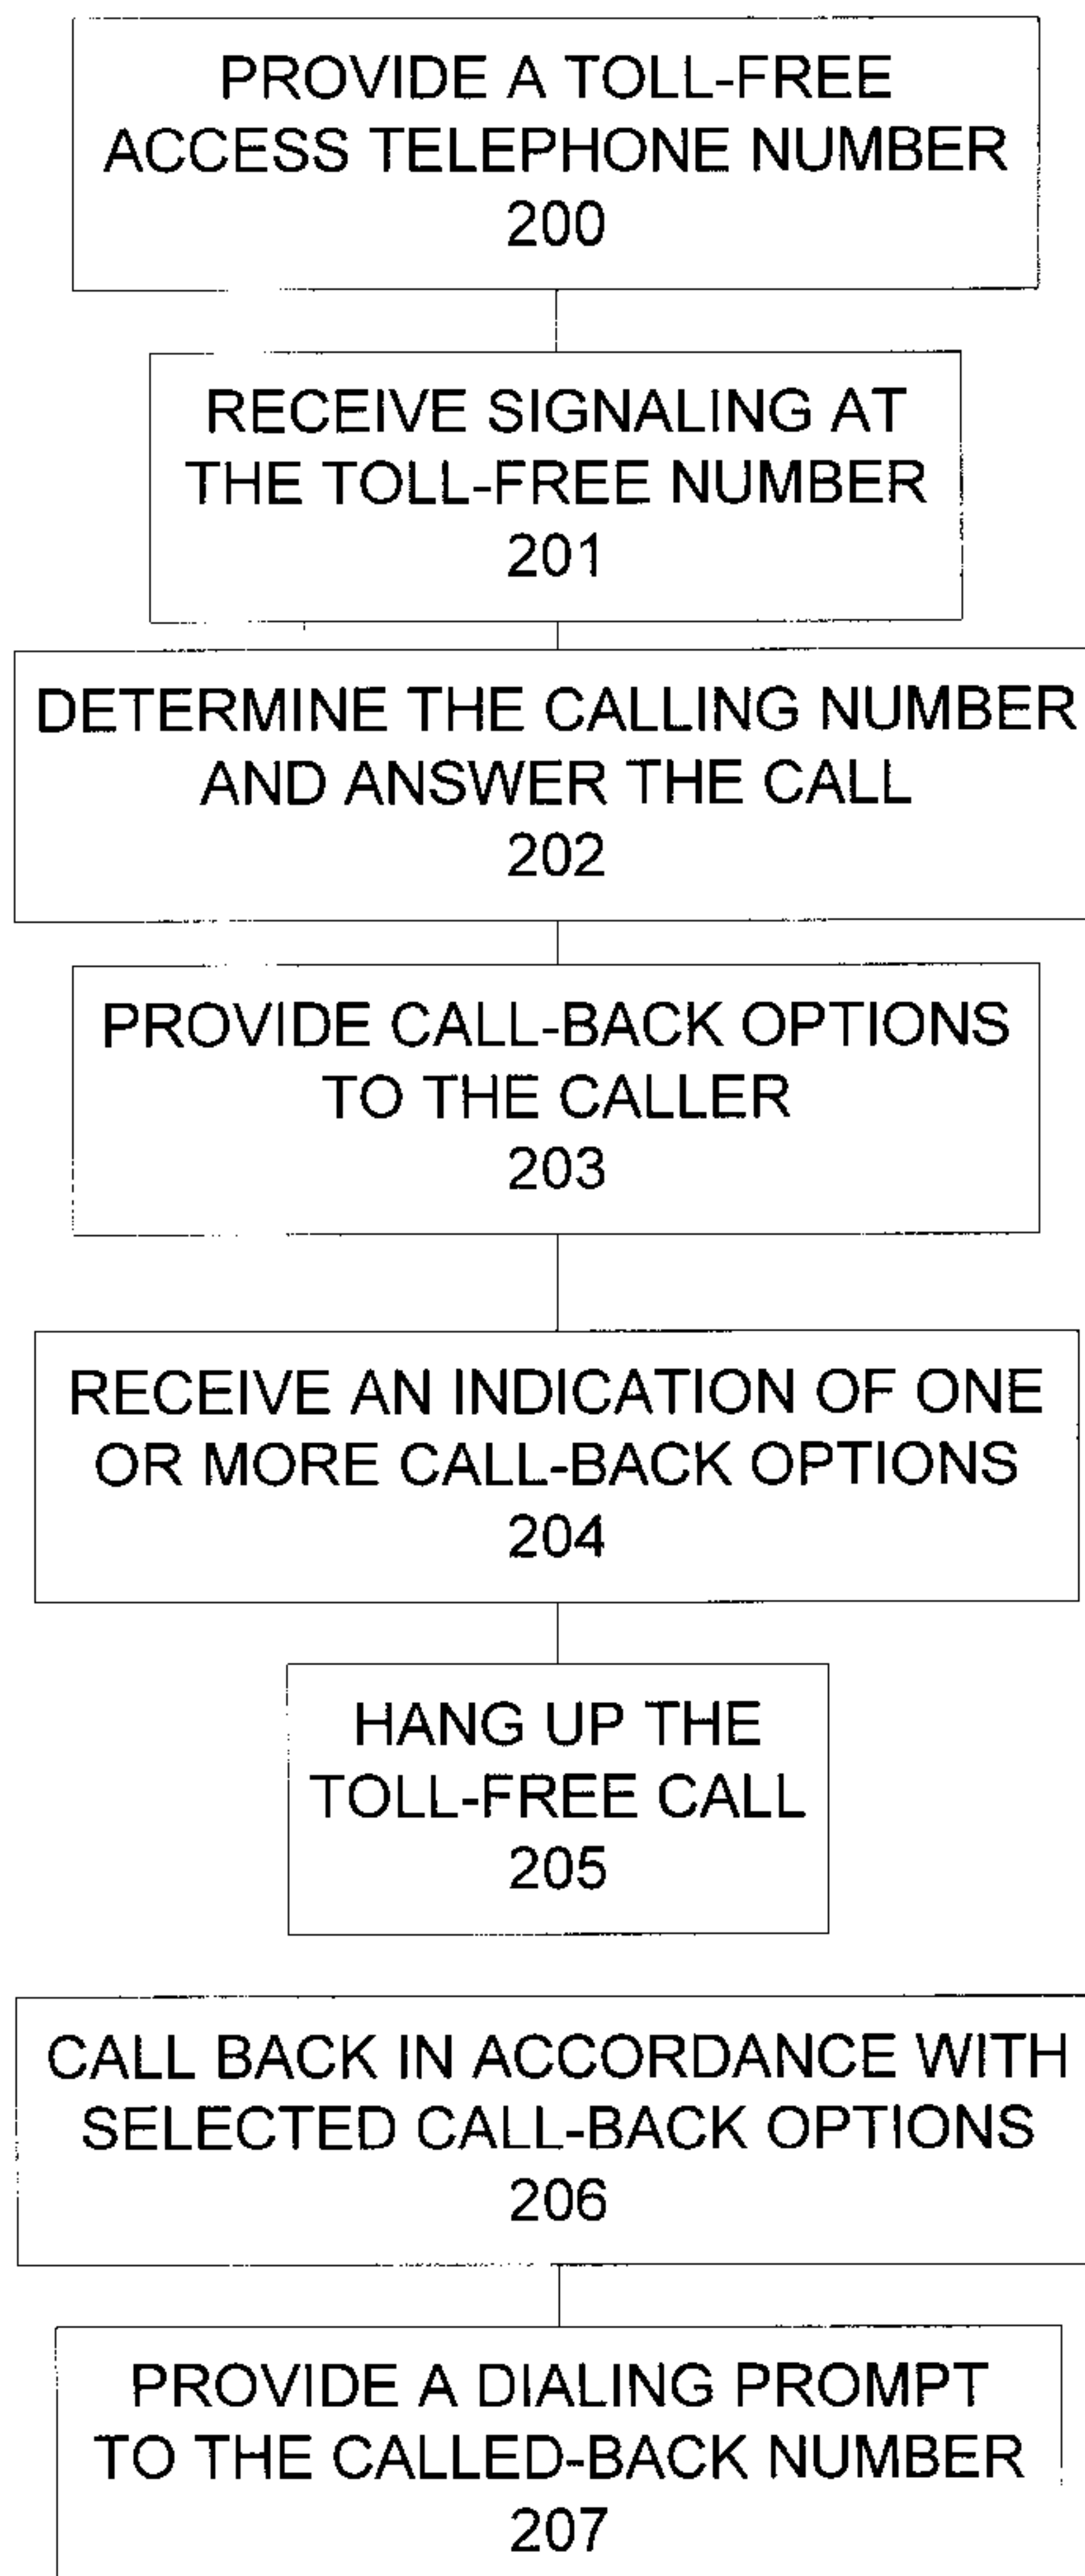 PROVIDE A TOLL-FREE
ACCESS TELEPHONE NUMBER
200
RECEIVE SIGNALING AT
THE TOLL-FREE NUMBER
201
DETERMINE THE CALLING NUMBER
AND ANSWER THE CALL
202
PROVIDE CALL-BACK OPTIONS
TO THE CALLER
203
RECEIVE AN INDICATION OF ONE
OR MORE CALL-BACK OPTIONS
204
HANG UP THE
TOLL-FREE CALL
205
CALL BACK IN ACCORDANCE WITH
SELECTED CALL-BACK OPTIONS
206
PROVIDE A DIALING PROMPT
TO THE CALLED-BACK NUMBER
207